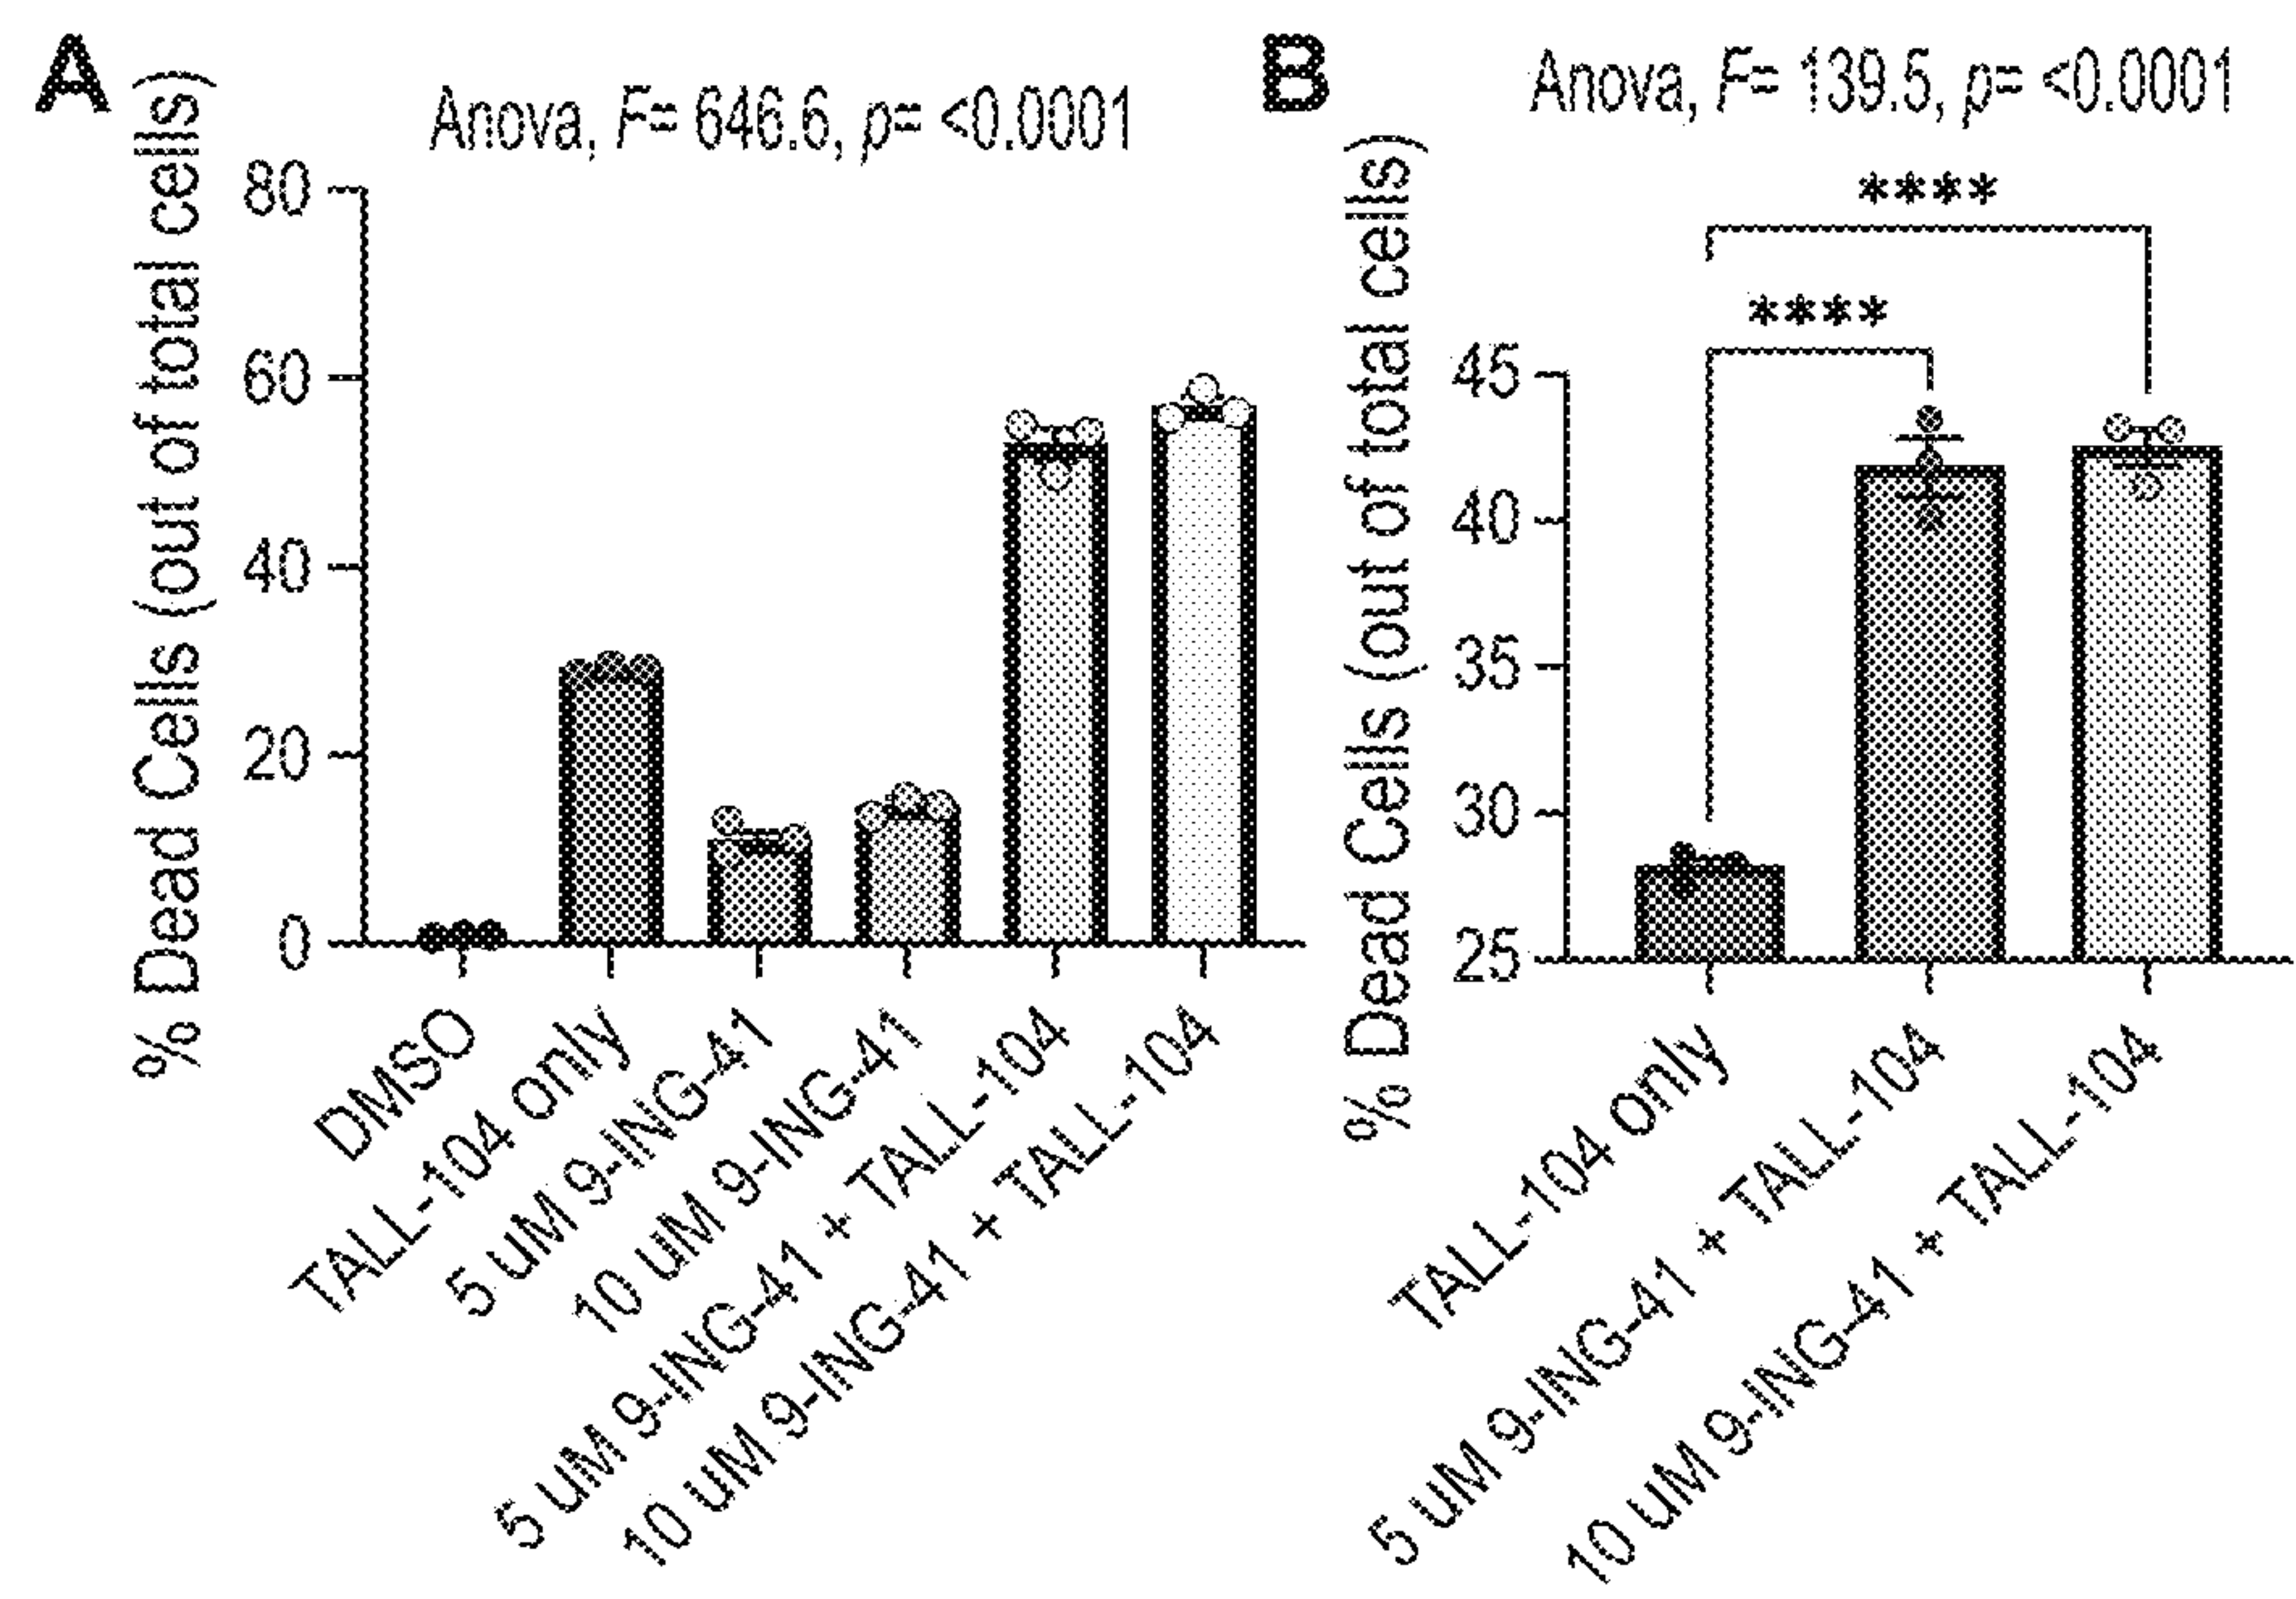 A
Anova, F= 646.6, p= <0.0001
% Dead Cells (out of total cells)
80
60
40
20
0
DMSO
TALL-104 only
5 uM 9-ING-41
10 uM 9-ING-41
5 uM 9-ING-41 + TALL-104
10 uM 9-ING-41 + TALL-104
B
Anova, F= 139.5, p= <0.0001
% Dead Cells (out of total cells)
****
****
45
40
35
30
25
TALL-104 only
5 uM 9-ING-41 + TALL-104
10 uM 9-ING-41 + TALL-104